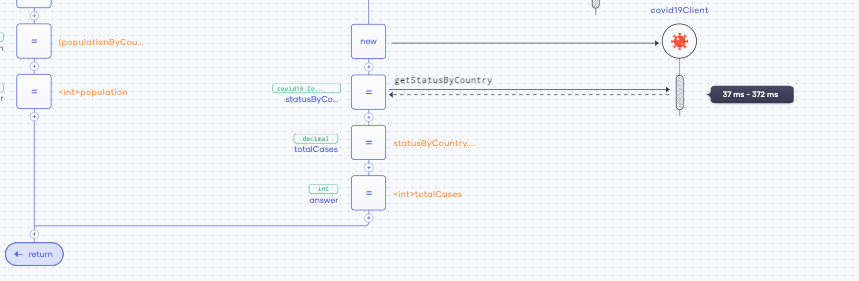 covid19Client
=
(populationByCou...
new
getStatusByCountry
=
<int>population
covid19:Co...
statusByCo...
=
37 ms - 372 ms
decimal
totalCases
=
statusByCountry....
int
answer
=
<int>totalCases
return